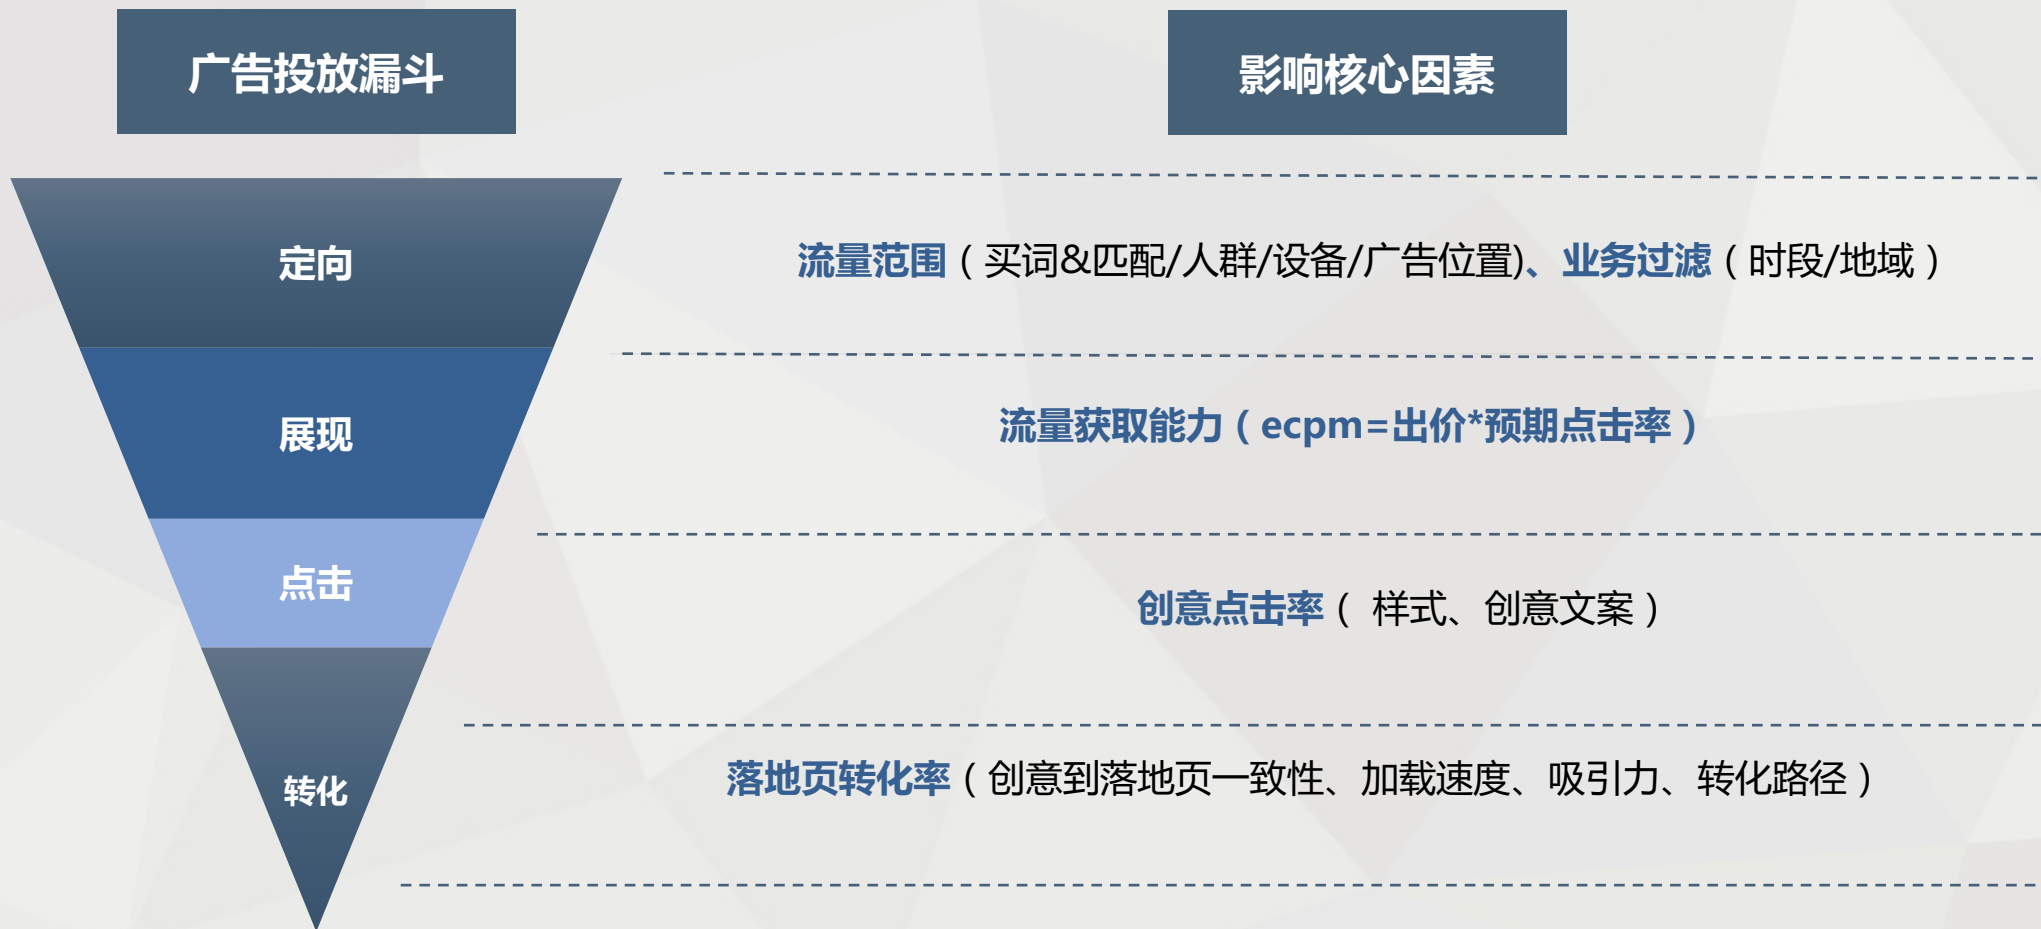 广告投放漏斗
影响核心因素
定向
流量范围（买词&匹配/人群/设备/广告位置)、业务过滤（时段/地域）
展现
流量获取能力（ecpm=出价*预期点击率）
点击
创意点击率（ 样式、创意文案）
转化
落地页转化率（创意到落地页一致性、加载速度、吸引力、转化路径）